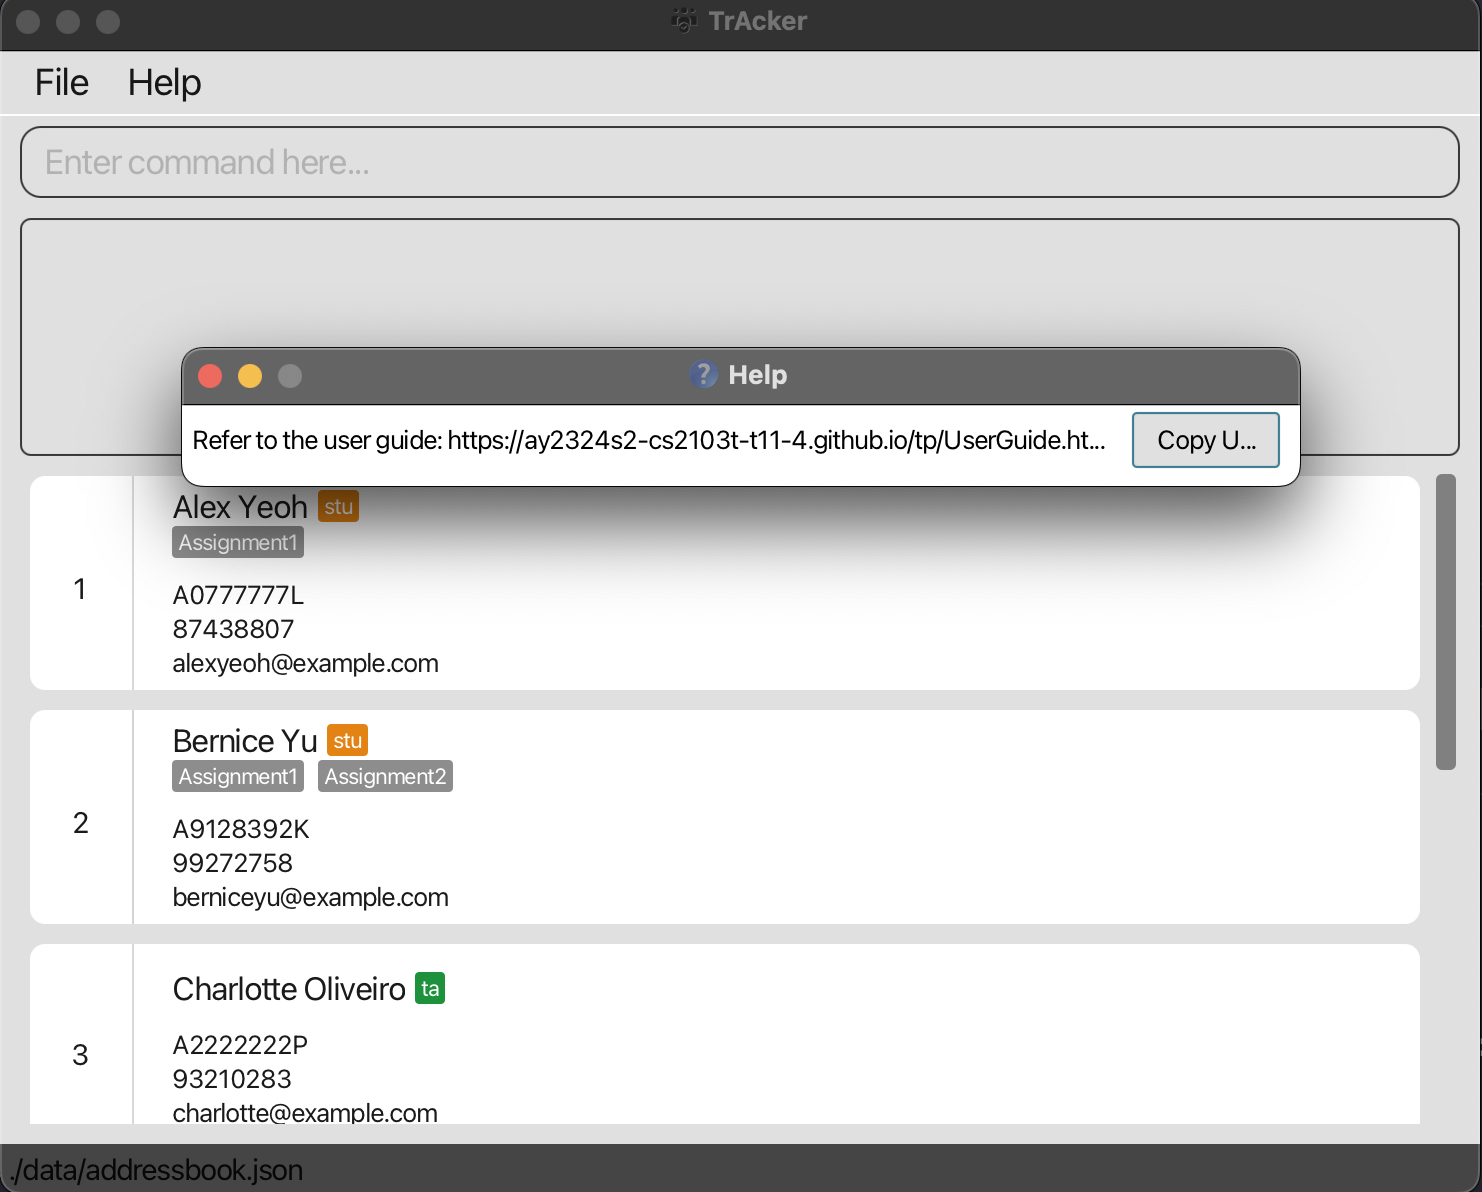 TrAcker
File Help
Enter command here...
Help
Refer to the user guide: https://ay2324s2-cs2103t-t11-4.github.io/tp/UserGuide.ht... Copy U...
Alex Yeoh stu
Assignment1
1
A0777777L
87438807
alexyeoh@example.com
Bernice Yu stu
Assignment1 Assignment2
2
A9128392K
99272758
berniceyu@example.com
Charlotte Oliveiro ta
3
A2222222P
93210283
charlotte@example.com
./data/addressbook.json